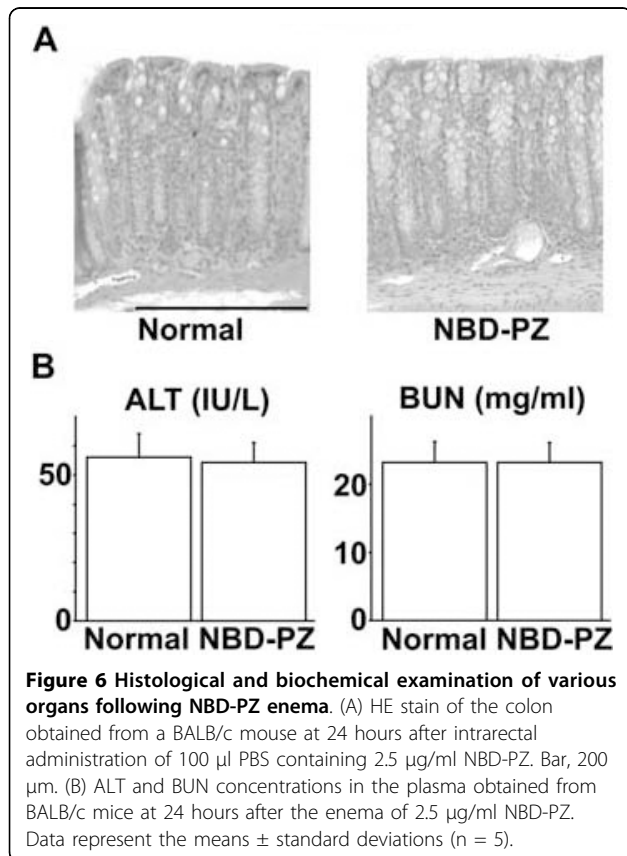 A
Normal NBD-PZ
B
ALT (IU/L) BUN (mg/ml)
50
0
20
10
0
Normal NBD-PZ Normal NBD-PZ
Figure 6 Histological and biochemical examination of various
organs following NBD-PZ enema. (A) HE stain of the colon
obtained from a BALB/c mouse at 24 hours after intrarectal
administration of 100 μl PBS containing 2.5 μg/ml NBD-PZ. Bar, 200
μm. (B) ALT and BUN concentrations in the plasma obtained from
BALB/c mice at 24 hours after the enema of 2.5 μg/ml NBD-PZ.
Data represent the means ± standard deviations (n = 5).